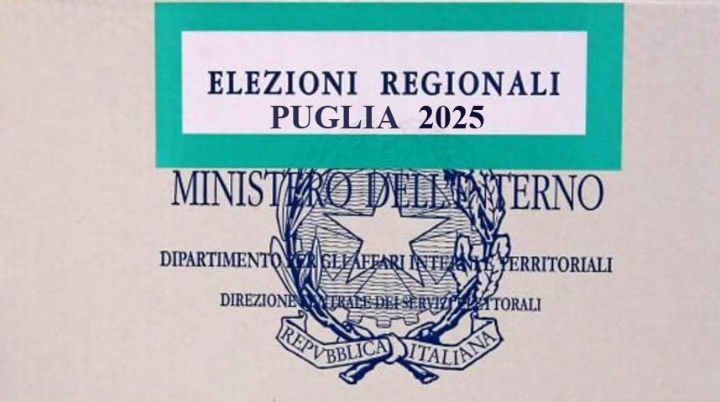 ELEZIONI REGIONALI
PUGLIA 2025
MINISTERO DELL'INTERNO
DIPARTIMENTO PER GLI AFFARI INTERNI E TERRITORIALI
DIREZIONE CENTRALE DEI SERVIZI ELETTORALI
REPVBBLICA ITALIANA